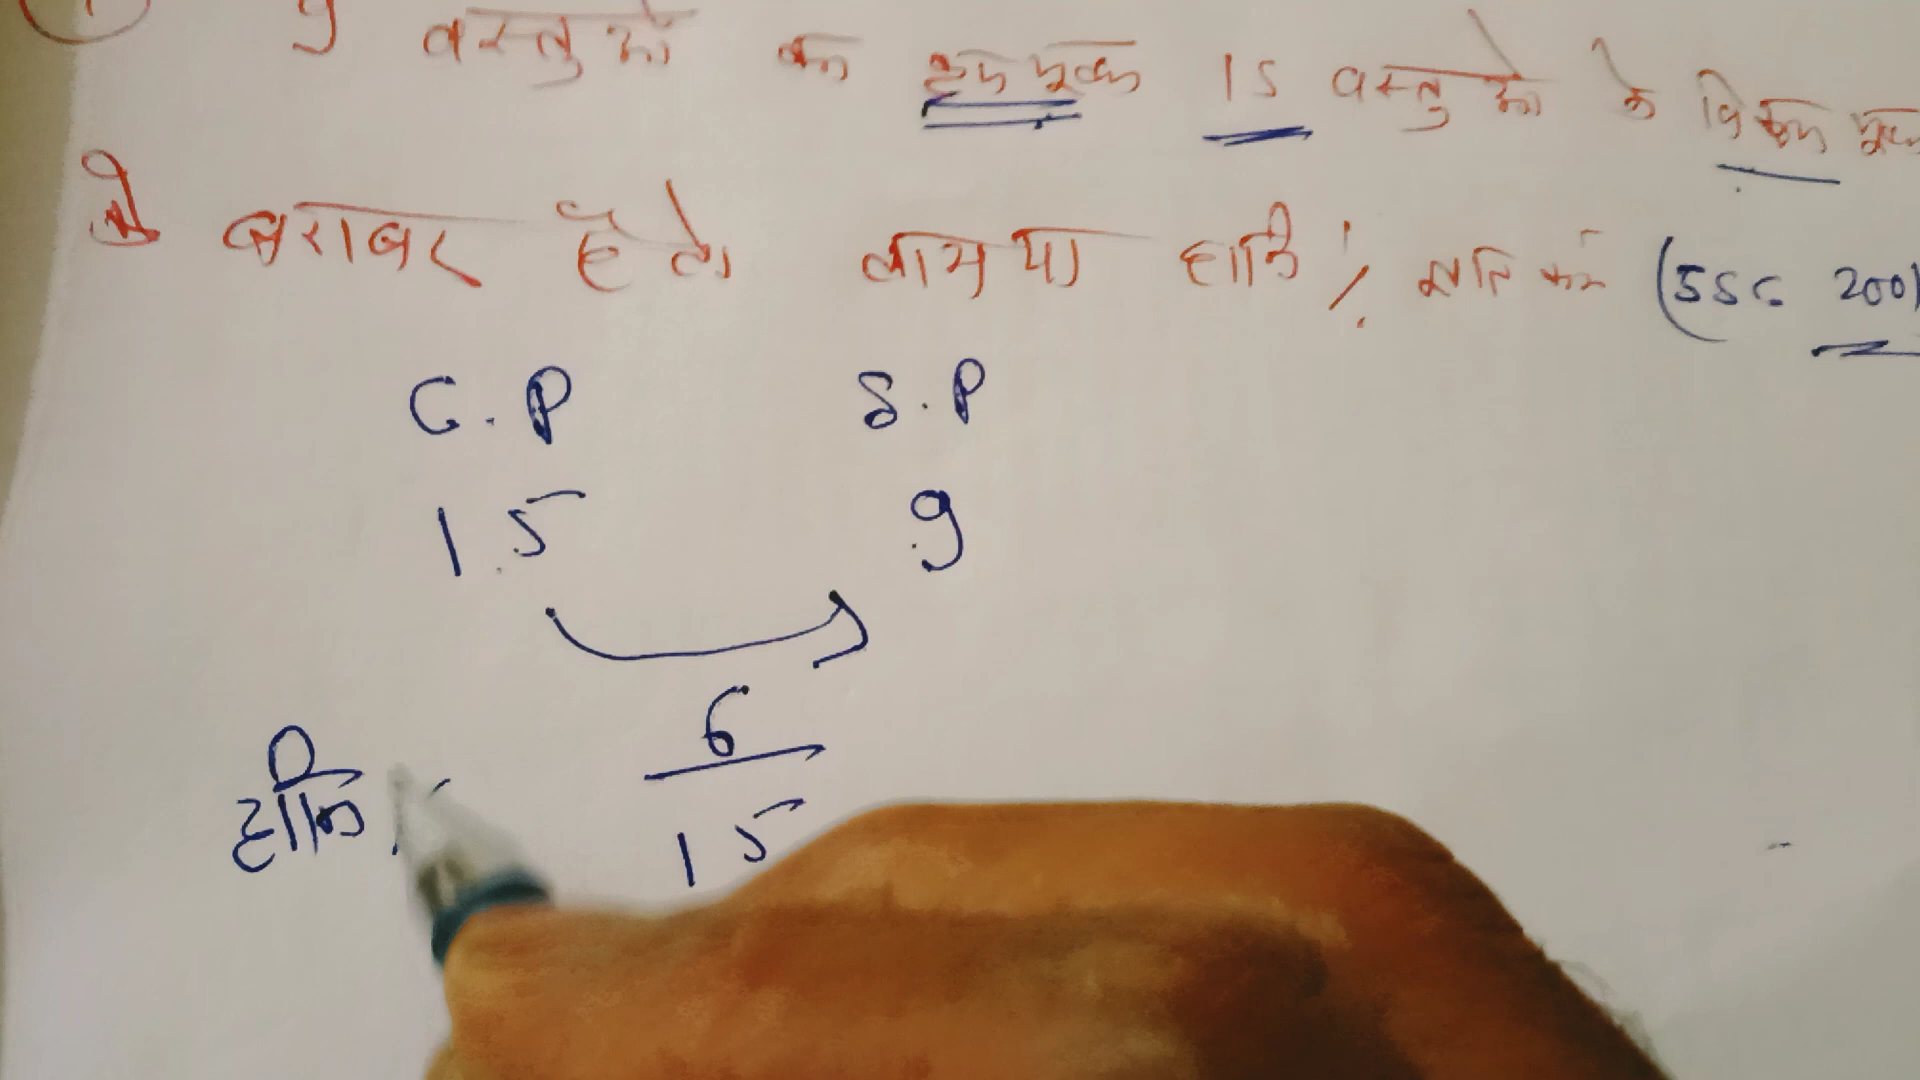 9 वस्तुओ का क्रय मूल्य 15 वस्तुओ के विक्रय मूल्य
के बराबर है तो लाभ या हानि % ज्ञात करे (SSC 2001
C.P S.P
15 9
6
हानि %
15